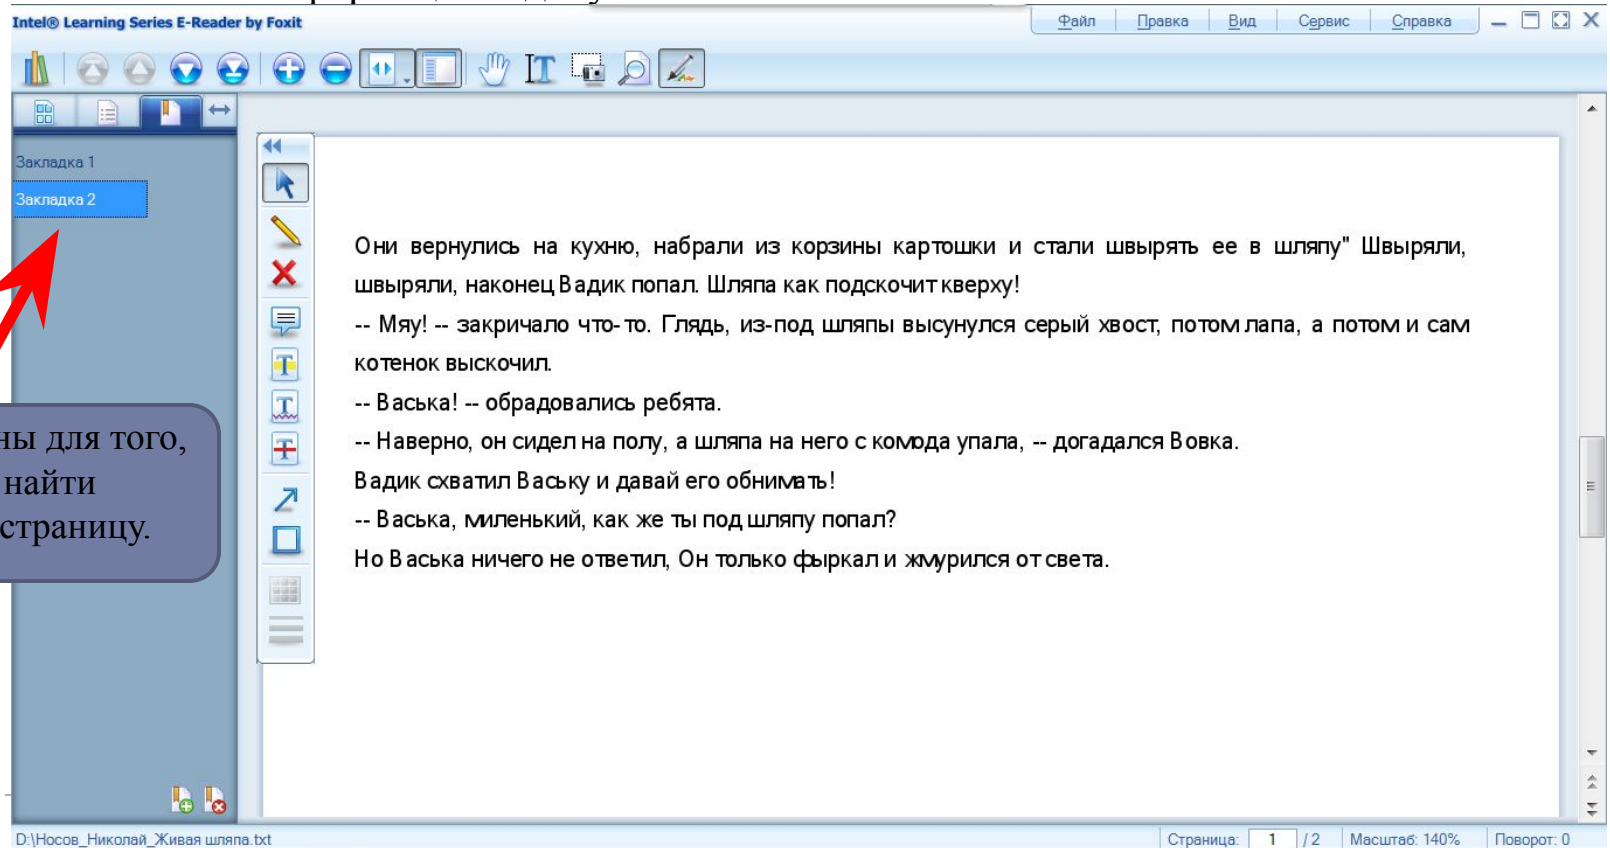 Intel® Learning Series E-Reader by Foxit
Файл Правка Вид Сервис Справка
Закладка 1
Закладка 2
для того,
найти
страницу.
Они вернулись на кухню, набрали из корзины картошки и стали швырять ее в шляпу" Швыряли,
швыряли, наконец Вадик попал. Шляпа как подскочит кверху!
-- Мяу! -- закричало что-то. Глядь, из-под шляпы высунулся серый хвост, потом лапа, а потом и сам
котенок выскочил.
-- Васька! -- обрадовались ребята.
-- Наверно, он сидел на полу, а шляпа на него с комода упала, -- догадался Вовка.
Вадик схватил Ваську и давай его обнимать!
-- Васька, миленький, как же ты под шляпу попал?
Но Васька ничего не ответил, Он только фыркал и жмурился от света.
D:\Носов_Николай_Живая шляпа.txt
Страница: 1 / 2 Масштаб: 140% Поворот: 0